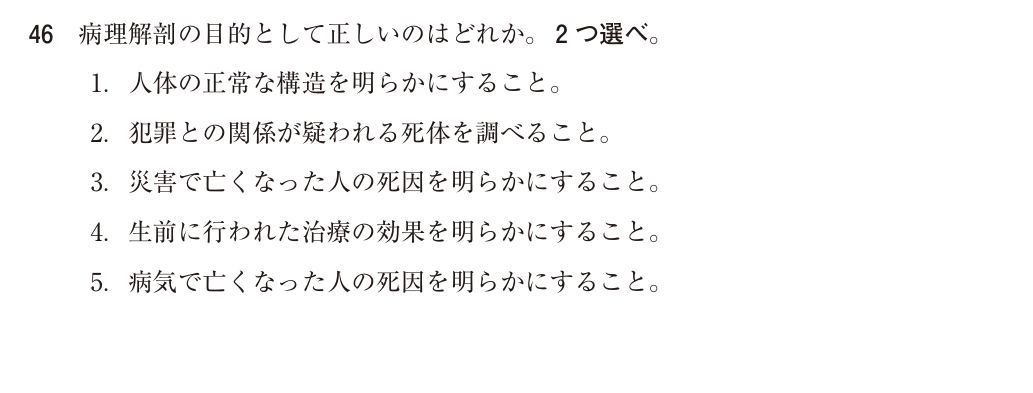 46 病理解剖の目的として正しいのはどれか。2つ選べ。
1. 人体の正常な構造を明らかにすること。
2. 犯罪との関係が疑われる死体を調べること。
3. 災害で亡くなった人の死因を明らかにすること。
4. 生前に行われた治療の効果を明らかにすること。
5. 病気で亡くなった人の死因を明らかにすること。